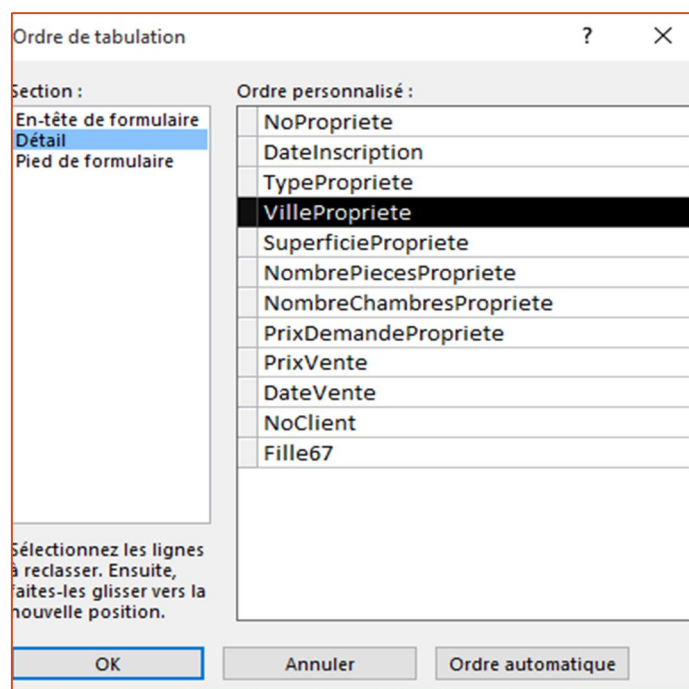 Ordre de tabulation ?
Section :
En-tête de formulaire
Détail
Pied de formulaire
Sélectionnez les lignes
à reclasser. Ensuite,
faites-les glisser vers la
nouvelle position.
Ordre personnalisé :
NoPropriete
DateInscription
TypePropriete
VillePropriete
SuperficiePropriete
NombrePiecesPropriete
NombreChambresPropriete
PrixDemandePropriete
PrixVente
DateVente
NoClient
Fille67
OK Annuler Ordre automatique